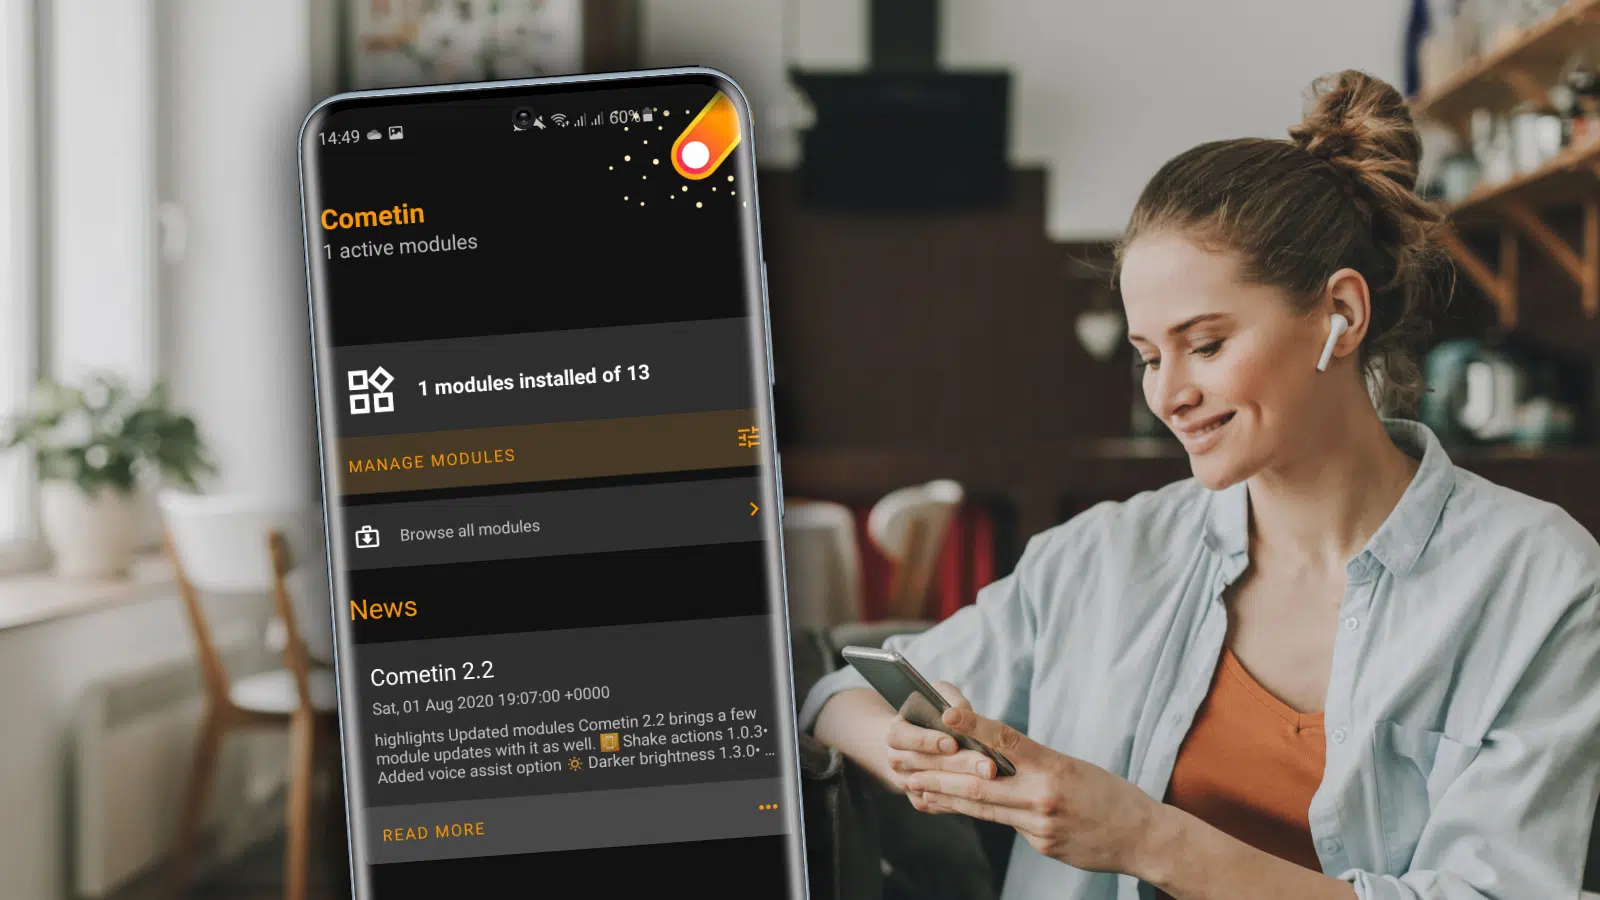 14:49
60%
Cometin
1 active modules
1 modules installed of 13
MANAGE MODULES
Browse all modules
News
Cometin 2.2
Sat, 01 Aug 2020 19:07:00 +0000
highlights Updated modules Cometin 2.2 brings a few
module updates with it as well. Shake actions 1.0.3•
Added voice assist option Darker brightness 1.3.0• ...
READ MORE